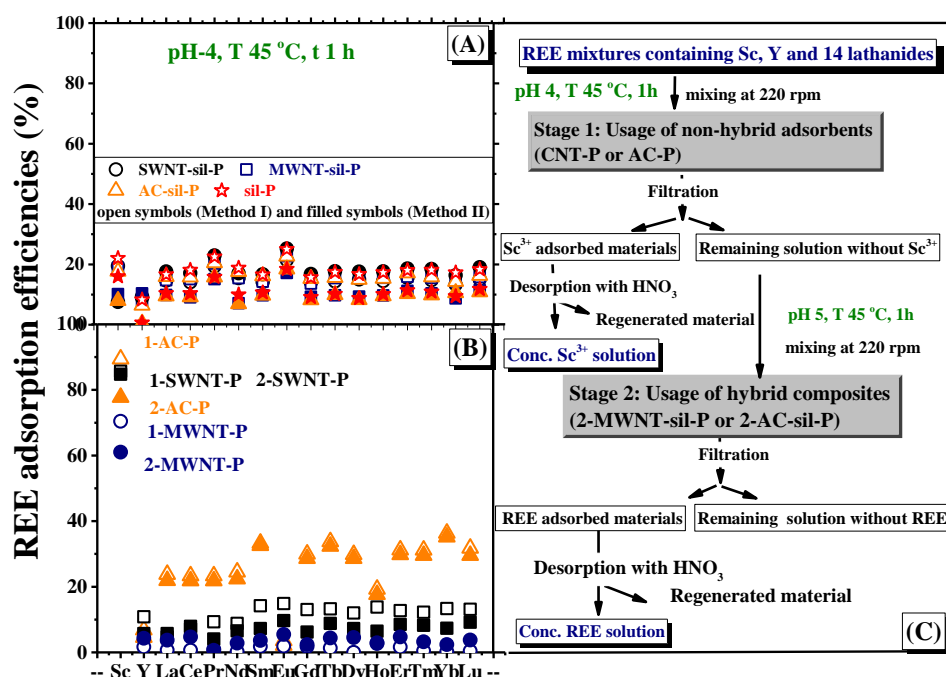 REE adsorption efficiencies (%)
100
80
60
40
20
pH-4, T 45 °C, t 1 h
(A)
SWNT-sil-P MWNT-sil-P
AC-sil-P sil-P
open symbols (Method I) and filled symbols (Method II)
80
60
40
20
0
(B)
1-AC-P
1-SWNT-P 2-SWNT-P
2-AC-P
1-MWNT-P
2-MWNT-P
-- Sc Y La Ce Pr Nd Sm Eu Gd Tb Dy Ho Er Tm Yb Lu --
REE mixtures containing Sc, Y and 14 lathanides
pH 4, T 45 °C, 1h
mixing at 220 rpm
Stage 1: Usage of non-hybrid adsorbents
(CNT-P or AC-P)
Filtration
Sc³⁺ adsorbed materials
Remaining solution without Sc³⁺
Desorption with HNO₃
Regenerated material
Conc. Sc³⁺ solution
pH 5, T 45 °C, 1h
mixing at 220 rpm
Stage 2: Usage of hybrid composites
(2-MWNT-sil-P or 2-AC-sil-P)
Filtration
REE adsorbed materials
Remaining solution without REE
Desorption with HNO₃
Regenerated material
Conc. REE solution
(C)